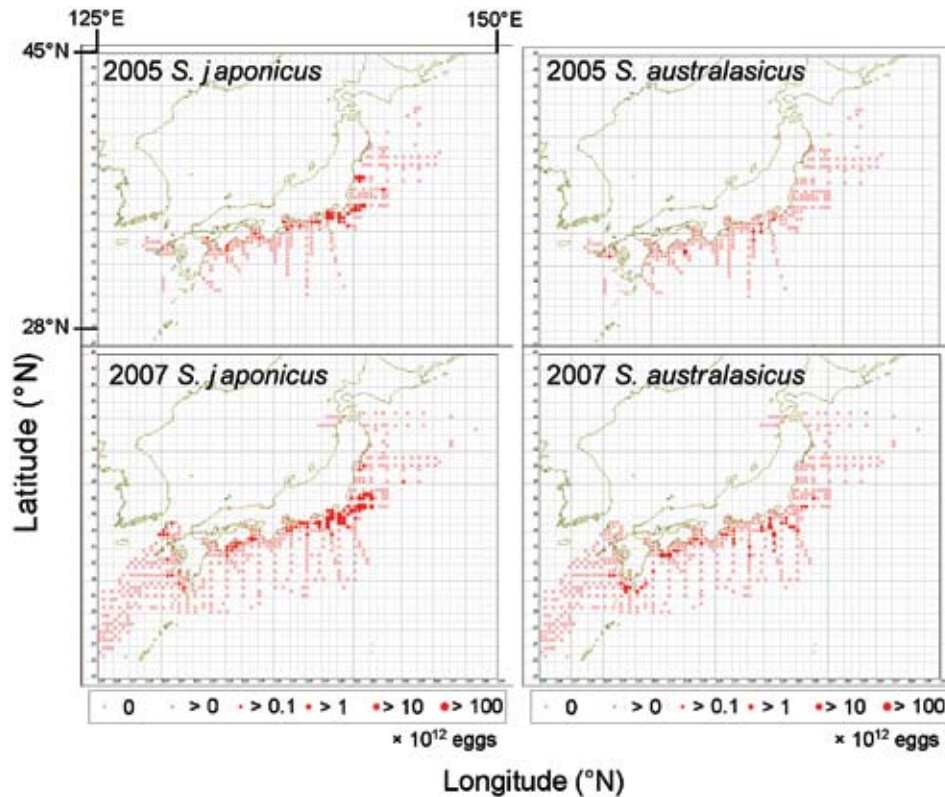 125°E 150°E
45°N
2005 S. japonicus
2005 S. australasicus
28°N
2007 S. japonicus
2007 S. australasicus
Latitude (°N)
0 > 0 > 0.1 > 1 > 10 > 100
0 > 0 > 0.1 > 1 > 10 > 100
× 10¹² eggs
× 10¹² eggs
Longitude (°N)